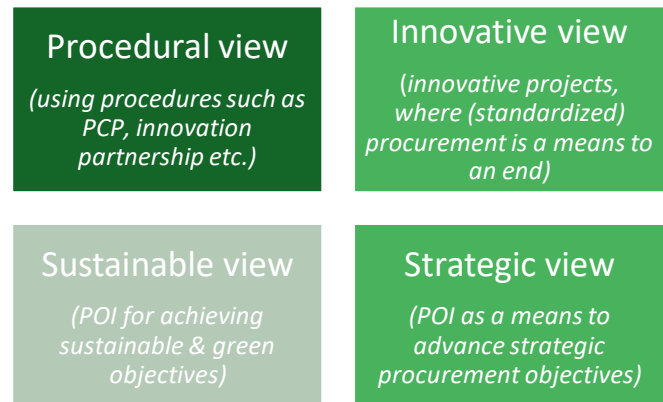 Procedural view
(using procedures such as
PCP, innovation
partnership etc.)
Innovative view
(innovative projects,
where (standardized)
procurement is a means to
an end)
Sustainable view
(POI for achieving
sustainable & green
objectives)
Strategic view
(POI as a means to
advance strategic
procurement objectives)